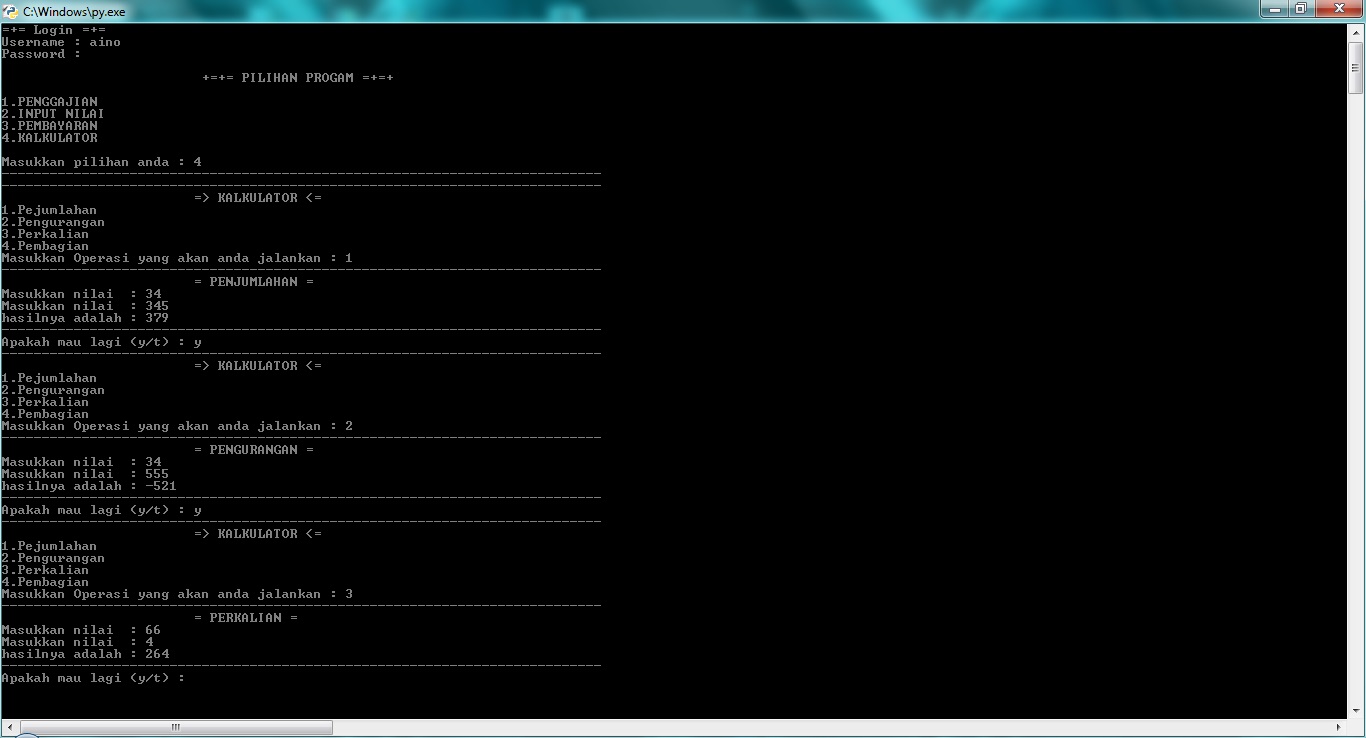 C:\Windows\py.exe
=+= Login =+=
Username : aino
Password :
+=+= PILIHAN PROGAM =+=+
1.PENGGAJIAN
2.INPUT NILAI
3.PEMBAYARAN
4.KALKULATOR
Masukkan pilihan anda : 4
=> KALKULATOR <=
1.Pejumlahan
2.Pengurangan
3.Perkalian
4.Pembagian
Masukkan Operasi yang akan anda jalankan : 1
= PENJUMLAHAN =
Masukkan nilai  : 34
Masukkan nilai  : 345
hasilnya adalah : 379
Apakah mau lagi (y/t) : y
=> KALKULATOR <=
1.Pejumlahan
2.Pengurangan
3.Perkalian
4.Pembagian
Masukkan Operasi yang akan anda jalankan : 2
= PENGURANGAN =
Masukkan nilai  : 34
Masukkan nilai  : 555
hasilnya adalah : -521
Apakah mau lagi (y/t) : y
=> KALKULATOR <=
1.Pejumlahan
2.Pengurangan
3.Perkalian
4.Pembagian
Masukkan Operasi yang akan anda jalankan : 3
= PERKALIAN =
Masukkan nilai  : 66
Masukkan nilai  : 4
hasilnya adalah : 264
Apakah mau lagi (y/t) :